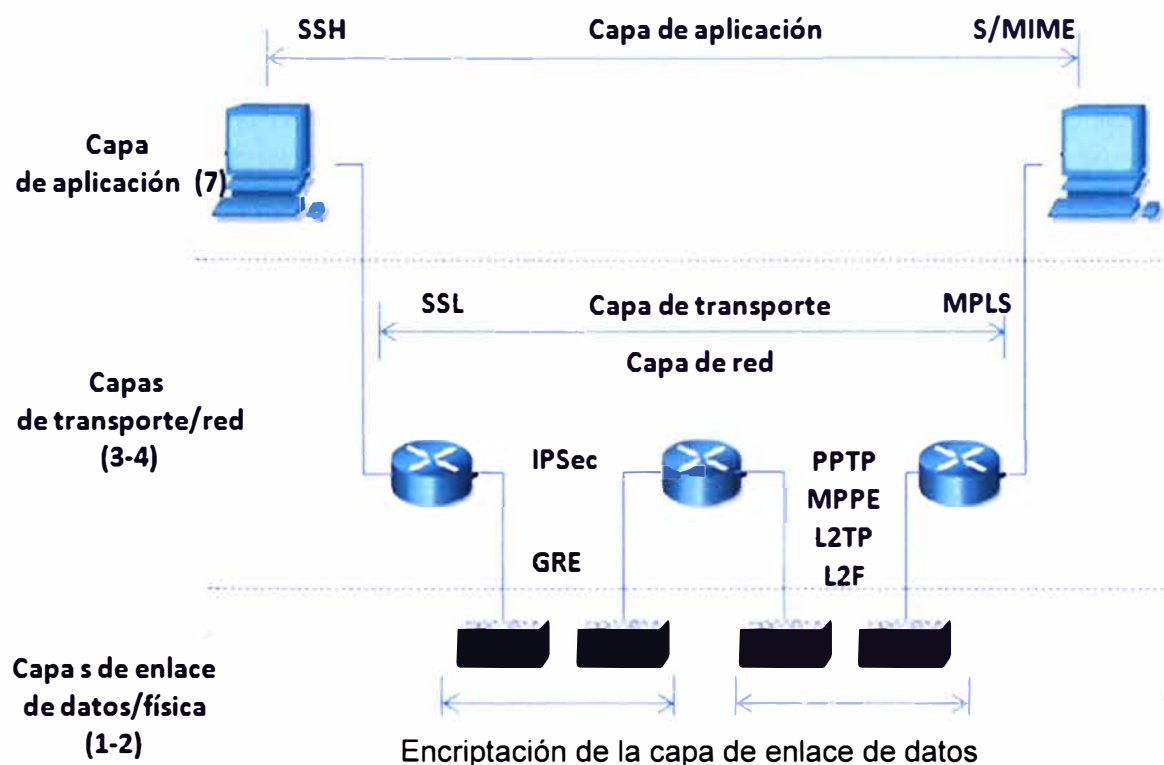 SSH Capa de aplicación S/MIME
Capa
de aplicación (7)
SSL Capa de transporte MPLS
Capa de red
Capas
de transporte/red
(3-4)
IPSec
GRE
PPTP
MPPE
L2TP
L2F
Capa s de enlace
de datos/física
(1-2)
Encriptación de la capa de enlace de datos